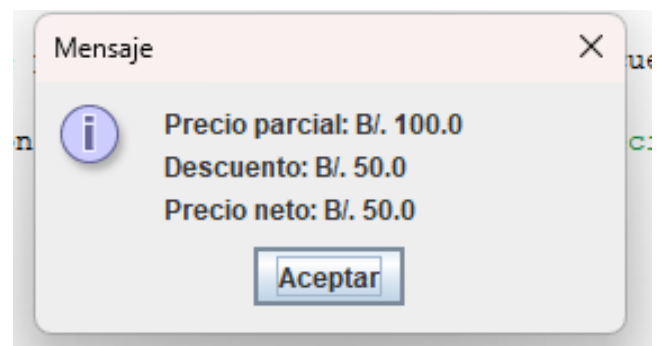 Mensaje
Precio parcial: B/. 100.0
Descuento: B/. 50.0
Precio neto: B/. 50.0
Aceptar